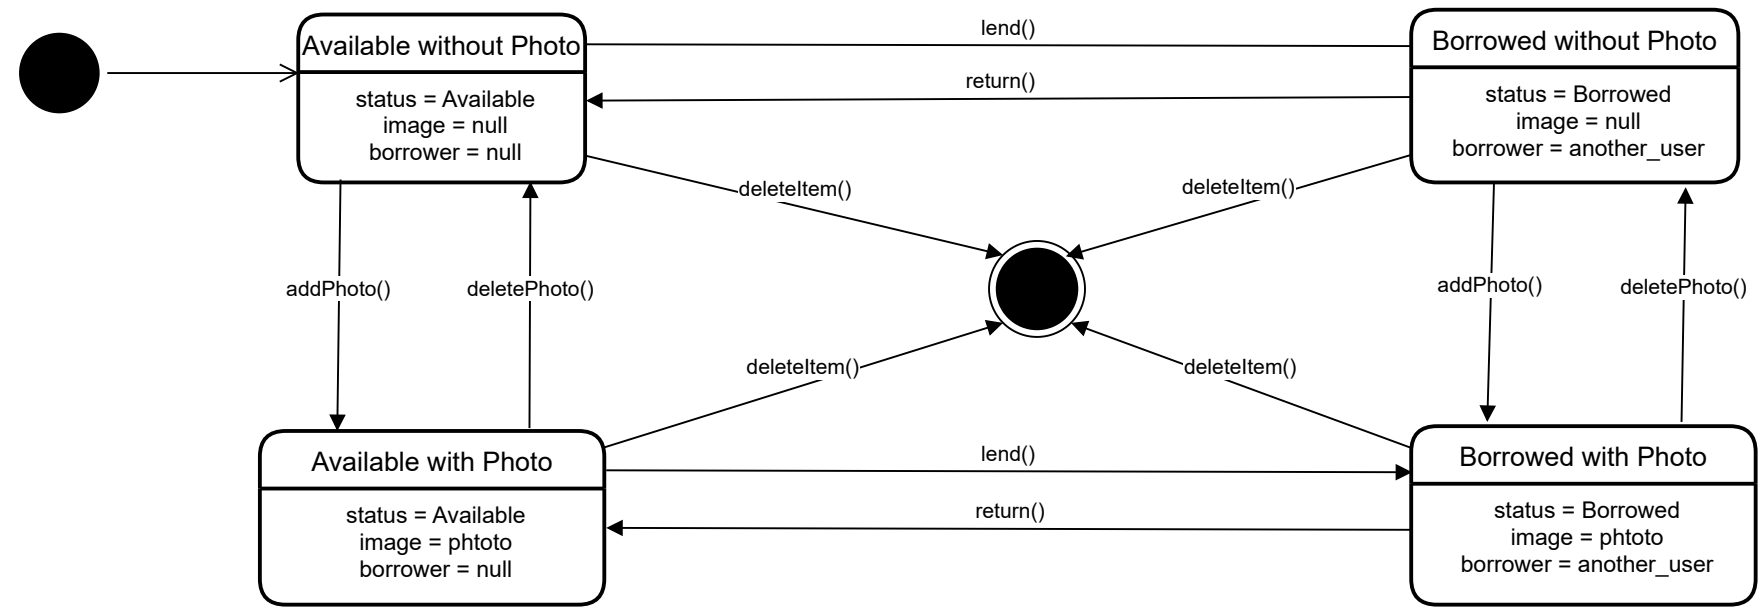 Available without Photo
status = Available
image = null
borrower = null
lend()
return()
Borrowed without Photo
status = Borrowed
image = null
borrower = another_user
deleteItem()
deleteItem()
addPhoto()
deletePhoto()
addPhoto()
deletePhoto()
deleteItem()
deleteItem()
Available with Photo
status = Available
image = phtoto
borrower = null
lend()
return()
Borrowed with Photo
status = Borrowed
image = phtoto
borrower = another_user